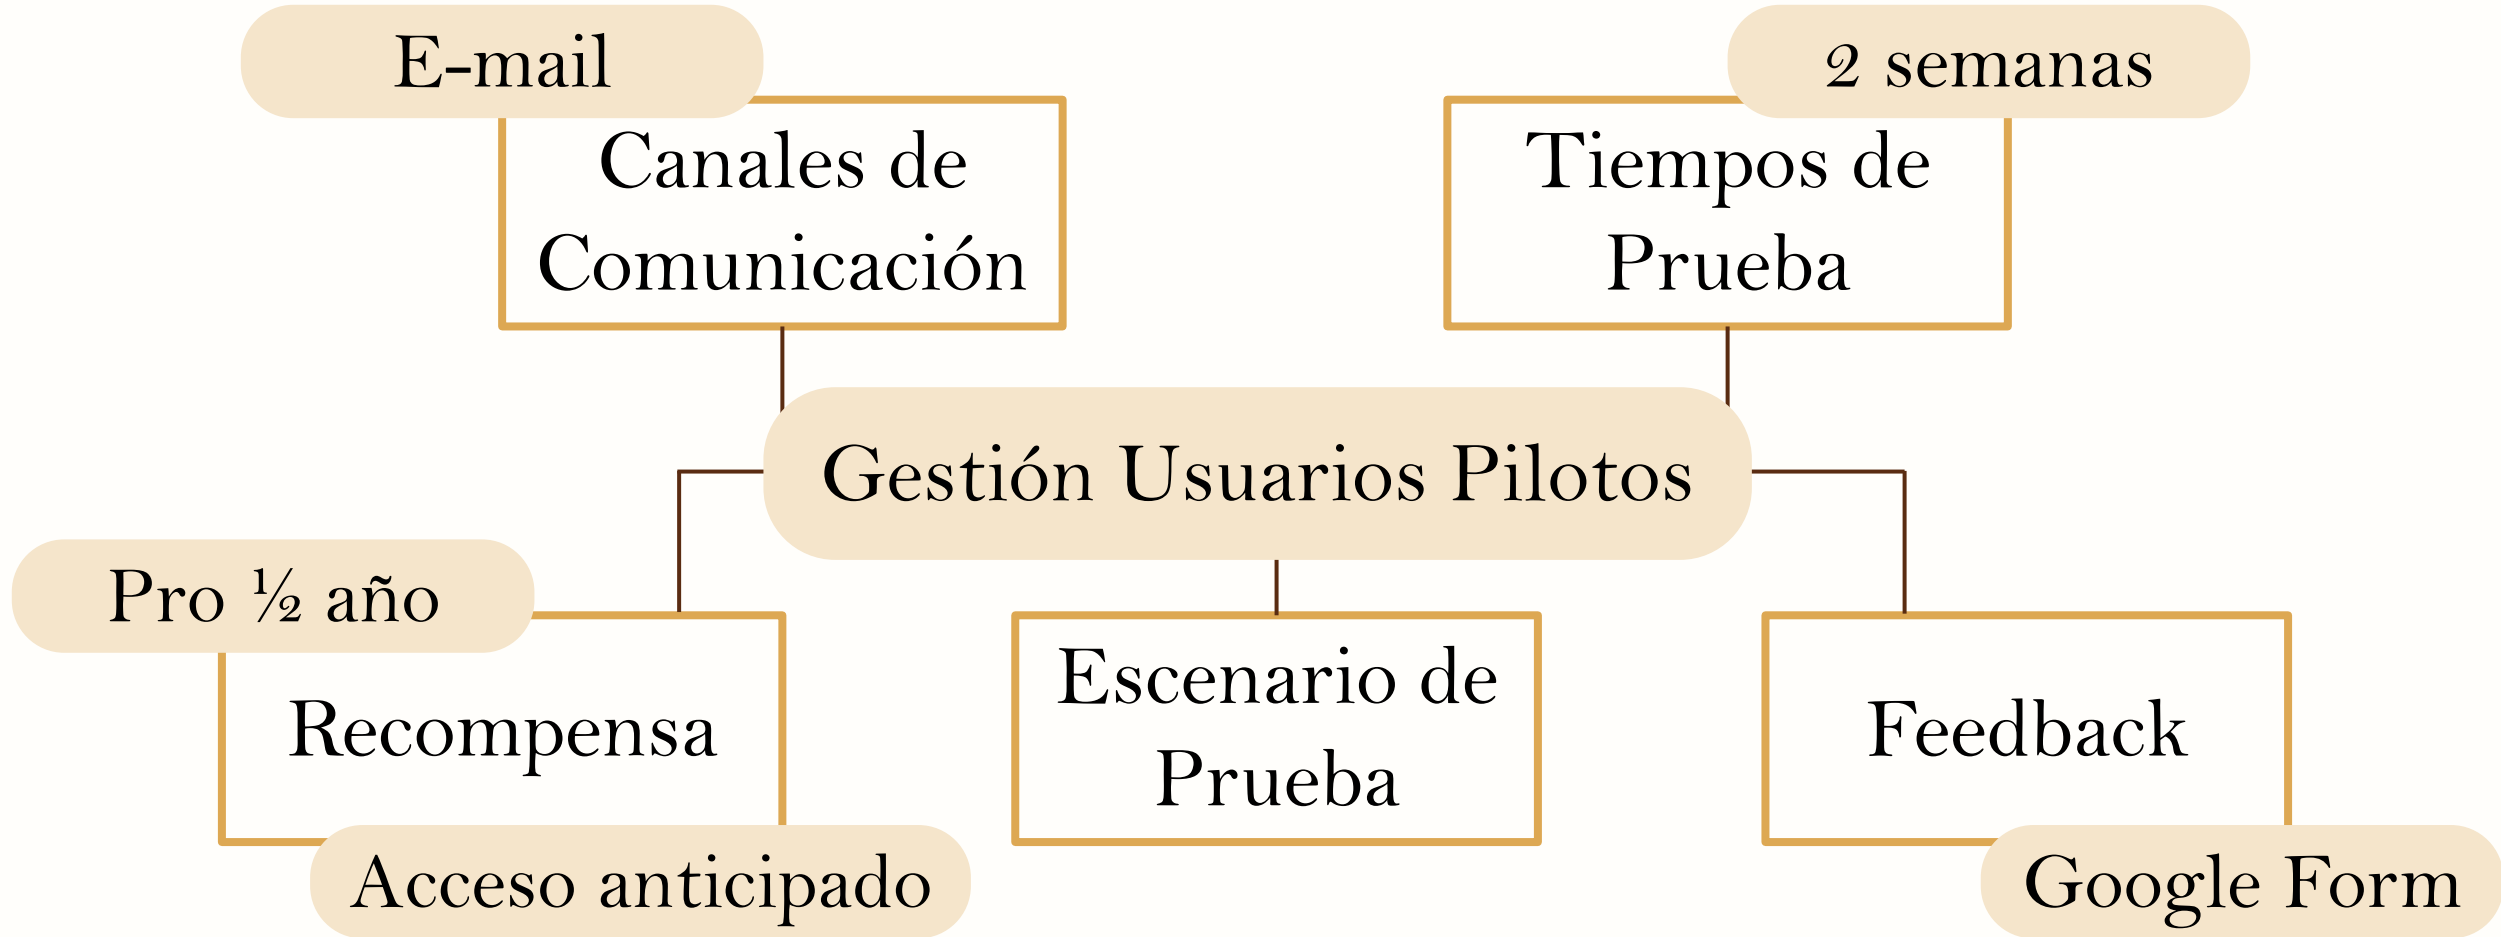 E-mail
Canales de
Comunicación
2 semanas
Tiempos de
Prueba
Gestión Usuarios Pilotos
Pro ½ año
Recompensa
Acceso anticipado
Escenario de
Prueba
Feedback
Google Form